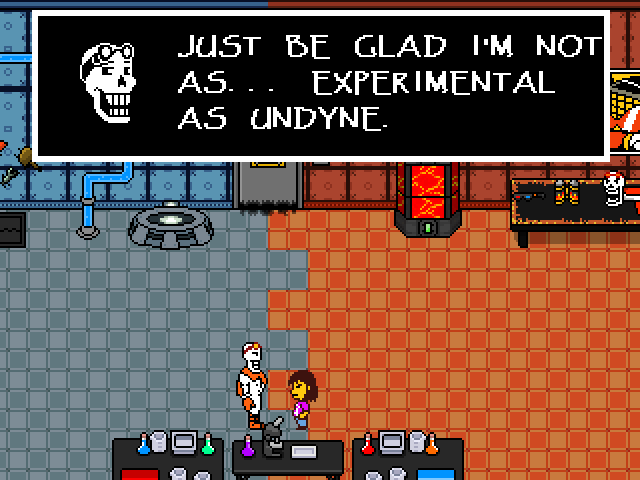 JUST BE GLAD I'M NOT
AS... EXPERIMENTAL
AS UNDYNE.